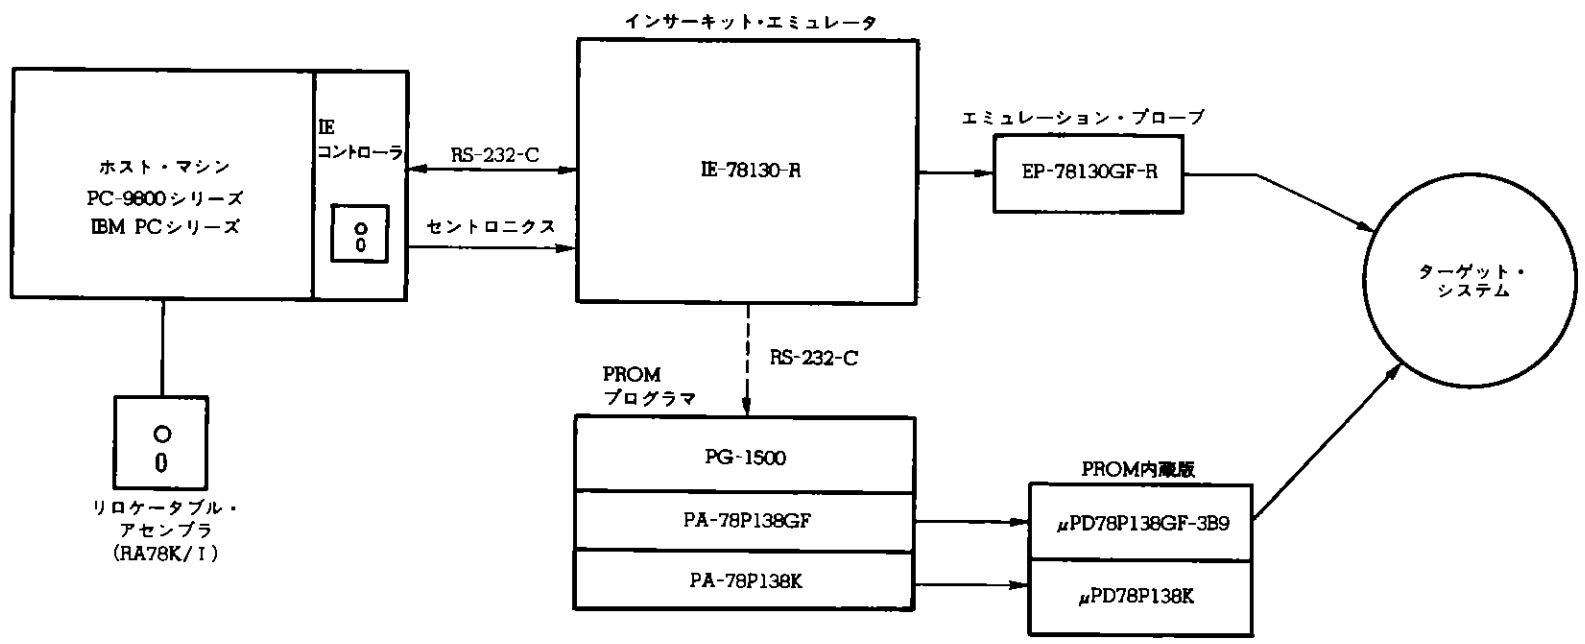 インサーキット・エミュレータ
ホスト・マシン
PC-9800シリーズ
IBM PCシリーズ
IE
コントローラ
RS-232-C
セントロニクス
IE-78130-R
エミュレーション・プローブ
EP-78130GF-R
ターゲット・
システム
リロケータブル・
アセンブラ
(RA78K/I)
RS-232-C
PROM
プログラマ
PG-1500
PA-78P138GF
PA-78P138K
PROM内蔵版
μPD78P138GF-3B9
μPD78P138K